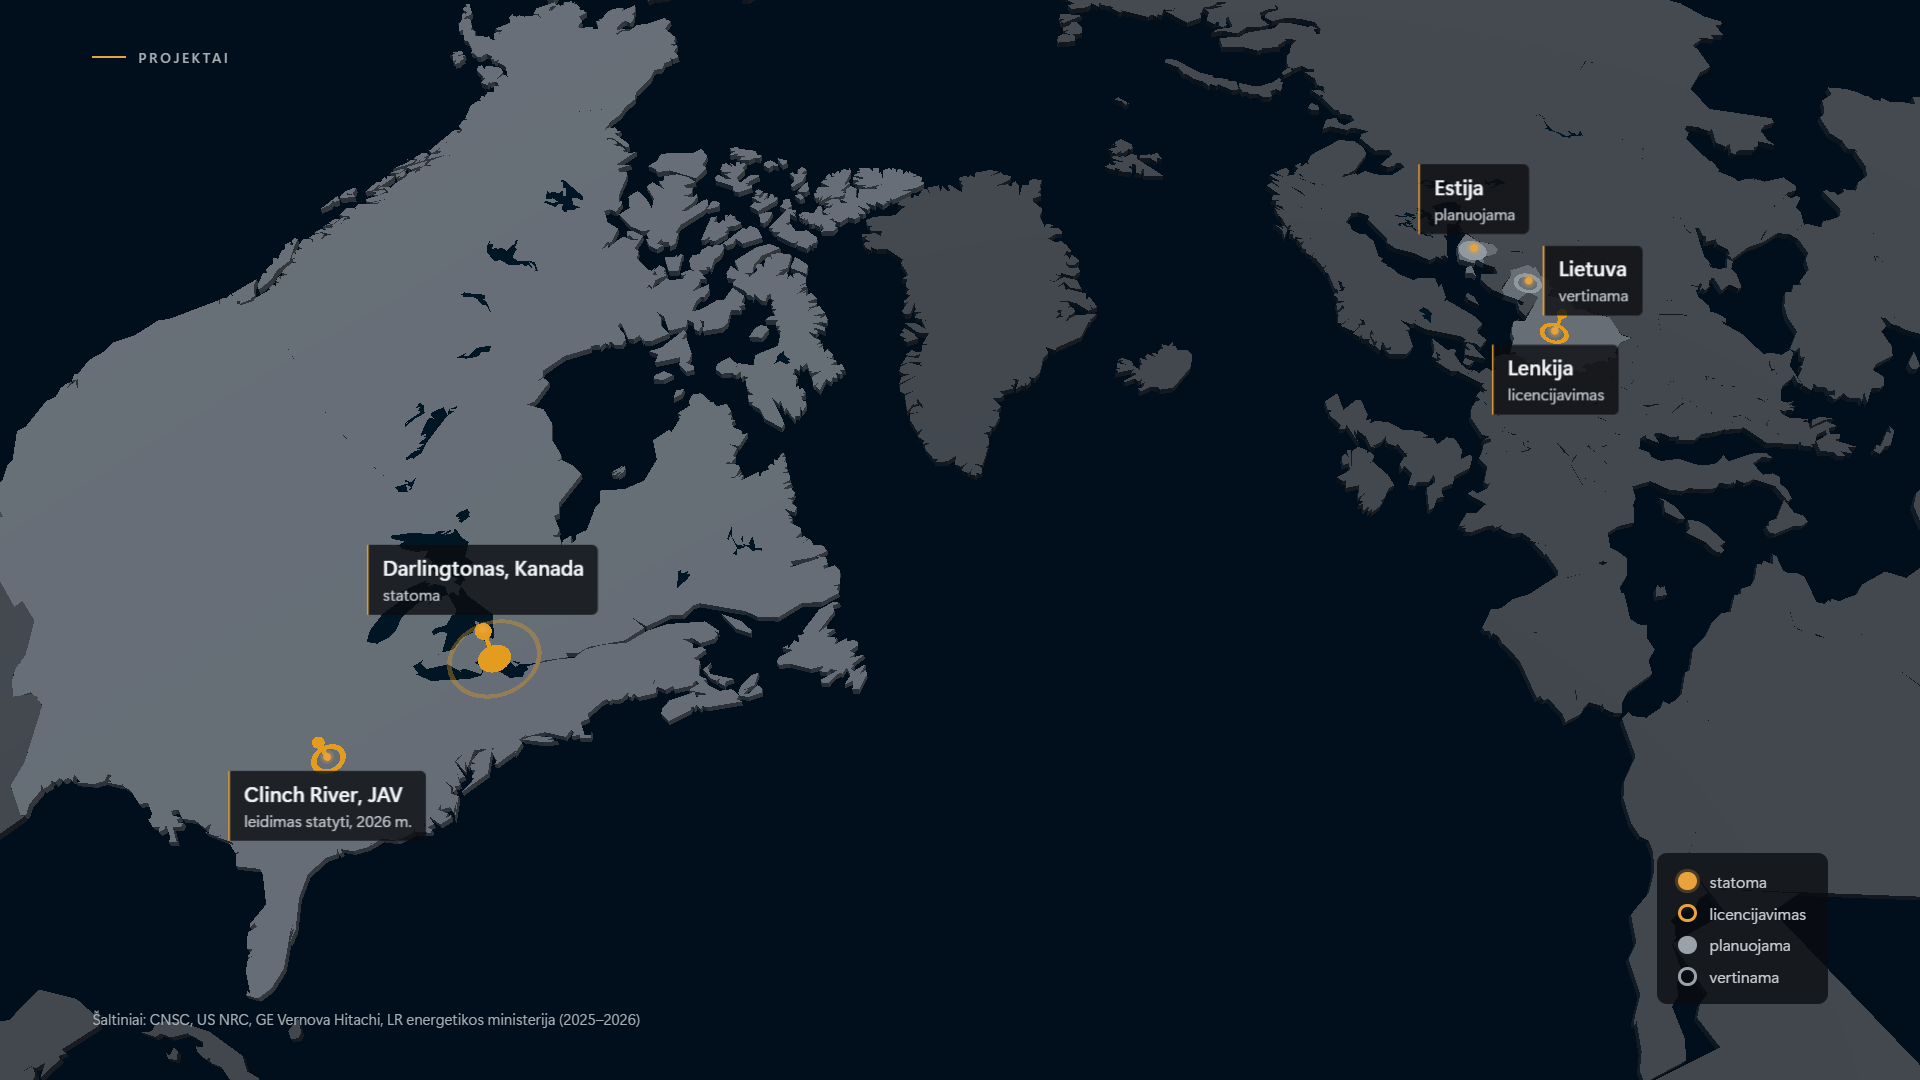 PROJEKTAI
Estija
planuojama
Lietuva
vertinama
Lenkija
licencijavimas
Darlingtonas, Kanada
statoma
Clinch River, JAV
leidimas statyti, 2026 m.
statoma
licencijavimas
planuojama
vertinama
Šaltiniai: CNSC, US NRC, GE Vernova Hitachi, LR energetikos ministerija (2025–2026)